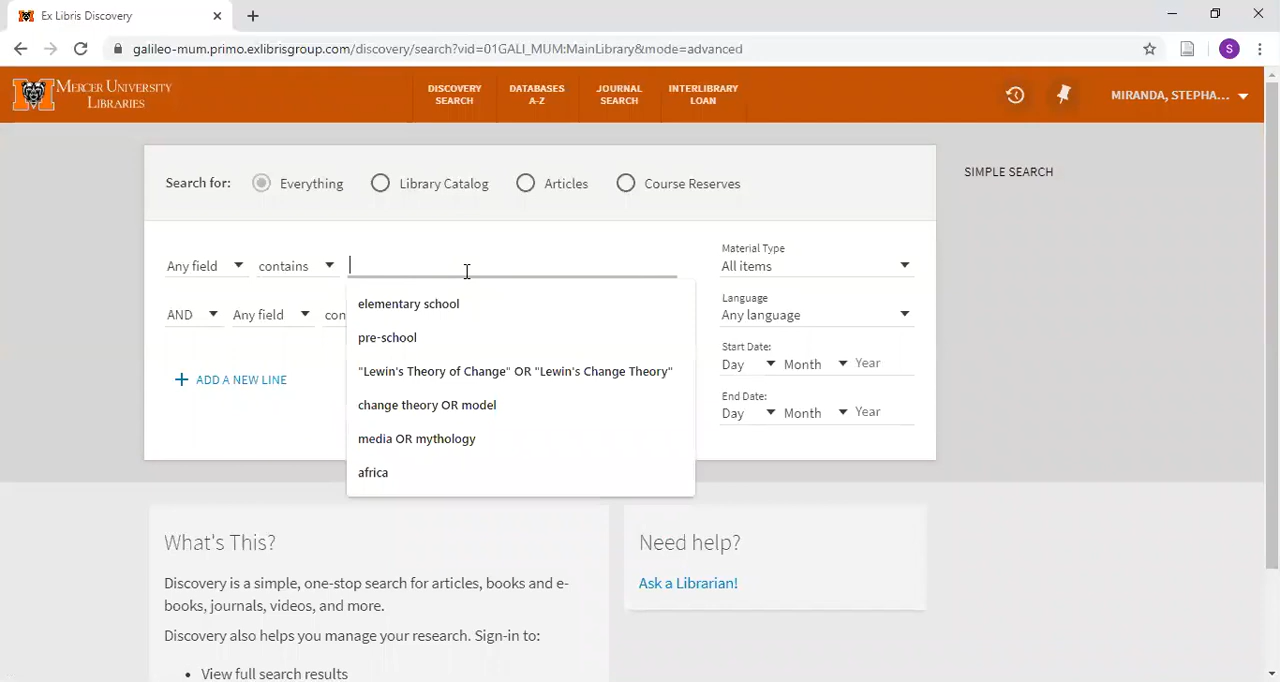 Ex Libris Discovery
galileo-mum.primo.exlibrisgroup.com/discovery/search?vid=01GALI_MUM:MainLibrary&mode=advanced
S
MERCER UNIVERSITY
LIBRARIES
DISCOVERY
SEARCH
DATABASES
A-Z
JOURNAL
SEARCH
INTERLIBRARY
LOAN
MIRANDA, STEPHA...
Search for:
Everything
Library Catalog
Articles
Course Reserves
SIMPLE SEARCH
Any field
contains
AND
Any field
con
ADD A NEW LINE
elementary school
pre-school
"Lewin's Theory of Change" OR "Lewin's Change Theory"
change theory OR model
media OR mythology
africa
Material Type
All items
Language
Any language
Start Date:
Day Month Year
End Date:
Day Month Year
What's This?
Discovery is a simple, one-stop search for articles, books and e-
books, journals, videos, and more.
Discovery also helps you manage your research. Sign-in to:
• View full search results
Need help?
Ask a Librarian!